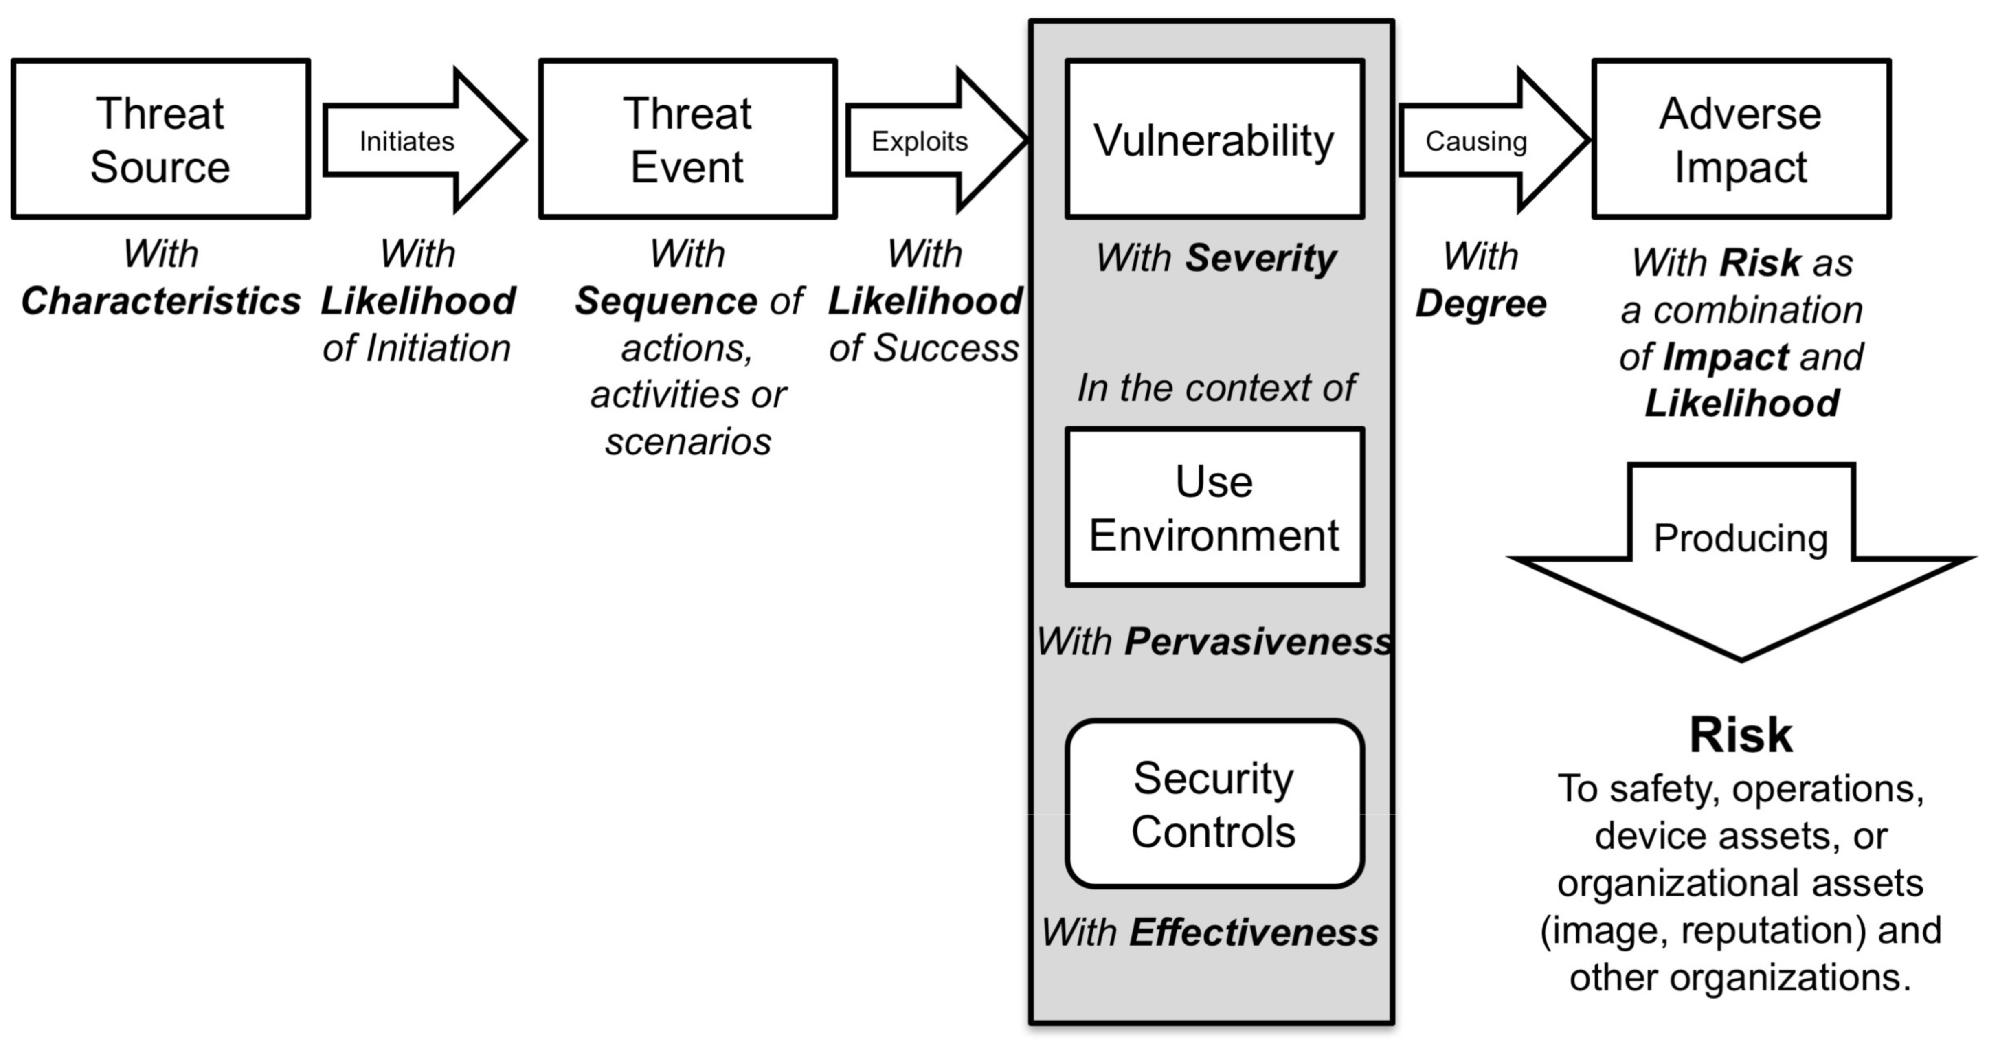 Threat
Source
Initiates
Threat
Event
Exploits
Vulnerability
Causing
Adverse
Impact
With
Characteristics
With
Likelihood
of Initiation
With
Sequence of
actions,
activities or
scenarios
With
Likelihood
of Success
With Severity
In the context of
Use
Environment
With Pervasiveness
Security
Controls
With Effectiveness
With
Degree
With Risk as
a combination
of Impact and
Likelihood
Producing
Risk
To safety, operations,
device assets, or
organizational assets
(image, reputation) and
other organizations.